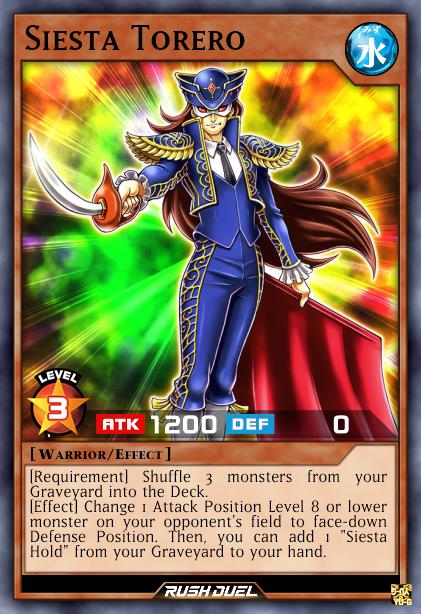 Siesta Torero
みず
水
LEVEL
3
ATK 1200 DEF 0
[Warrior/Effect]
[Requirement] Shuffle 3 monsters from your
Graveyard into the Deck.
[Effect] Change 1 Attack Position Level 8 or lower
monster on your opponent's field to face-down
Defense Position. Then, you can add 1 "Siesta
Hold" from your Graveyard to your hand.
RUSH DUEL